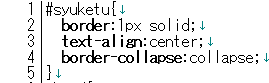 1 #syuketu{↓
2 border:1px solid;↓
3 text-align:center;↓
4 border-collapse:collapse;↓
5 }↓